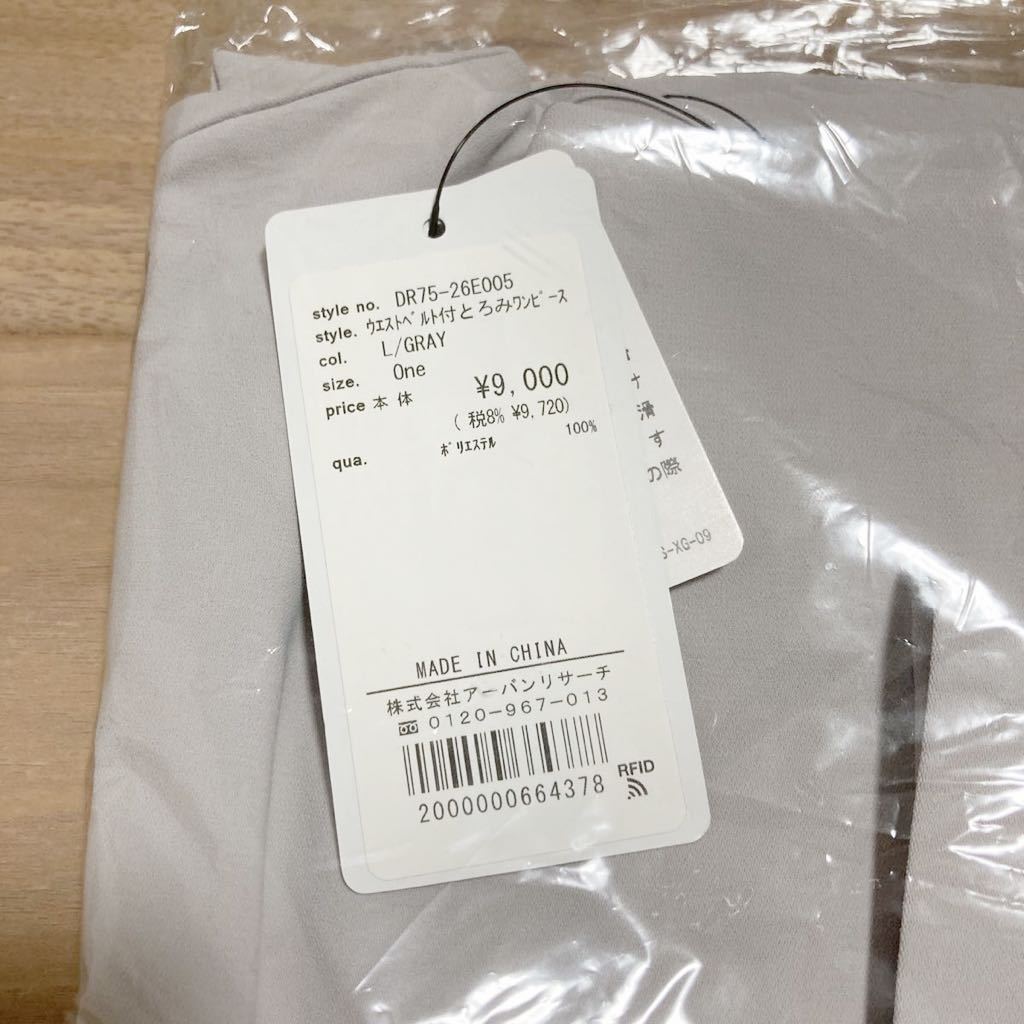 style no. DR75-26E005
style. ｳｴｽﾄﾍﾞﾙﾄ付とろみﾜﾝﾋﾟｰｽ
col. L/GRAY
size. One
price 本 体 ¥9,000
( 税8% ¥9,720)
qua. ﾎﾟﾘｴｽﾃﾙ 100%
MADE IN CHINA
株式会社アーバンリサーチ
0120-967-013
2000000664378
RFID
ナ
滑
す
の際
S-XG-09